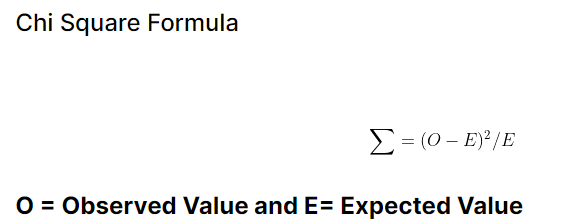 Chi Square Formula
∑ = (O − E)²/E
O = Observed Value and E= Expected Value